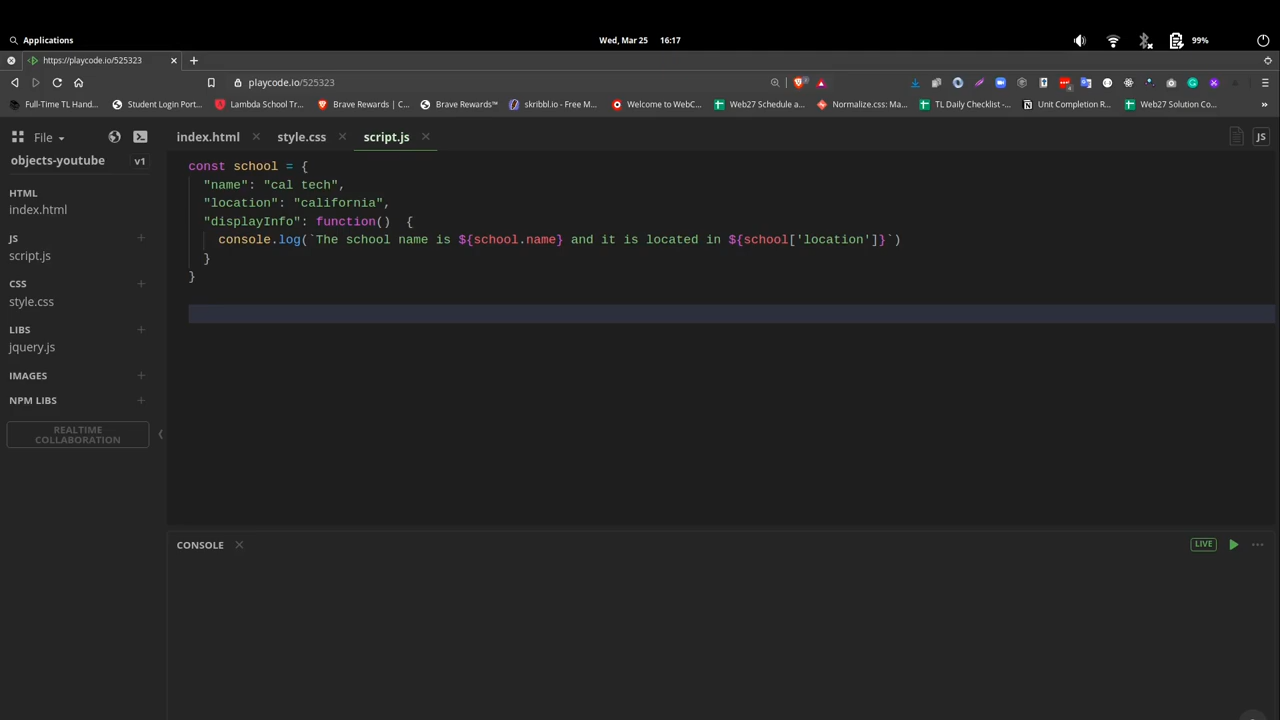 Applications
Wed, Mar 25 16:17
99%
https://playcode.io/525323
playcode.io/525323
Full-Time TL Hand...
Student Login Port...
Lambda School Tr...
Brave Rewards | C...
Brave Rewards™
skribbl.io - Free M...
Welcome to WebC...
Web27 Schedule a...
Normalize.css: Ma...
TL Daily Checklist -...
Unit Completion R...
Web27 Solution Co...
File
index.html
style.css
script.js
JS
objects-youtube
v1
HTML
index.html
JS
script.js
CSS
style.css
LIBS
jquery.js
IMAGES
NPM LIBS
REALTIME
COLLABORATION
const school = {
"name": "cal tech",
"location": "california",
"displayInfo": function()  {
console.log(`The school name is ${school.name} and it is located in ${school['location']}`)
}
}
CONSOLE
LIVE